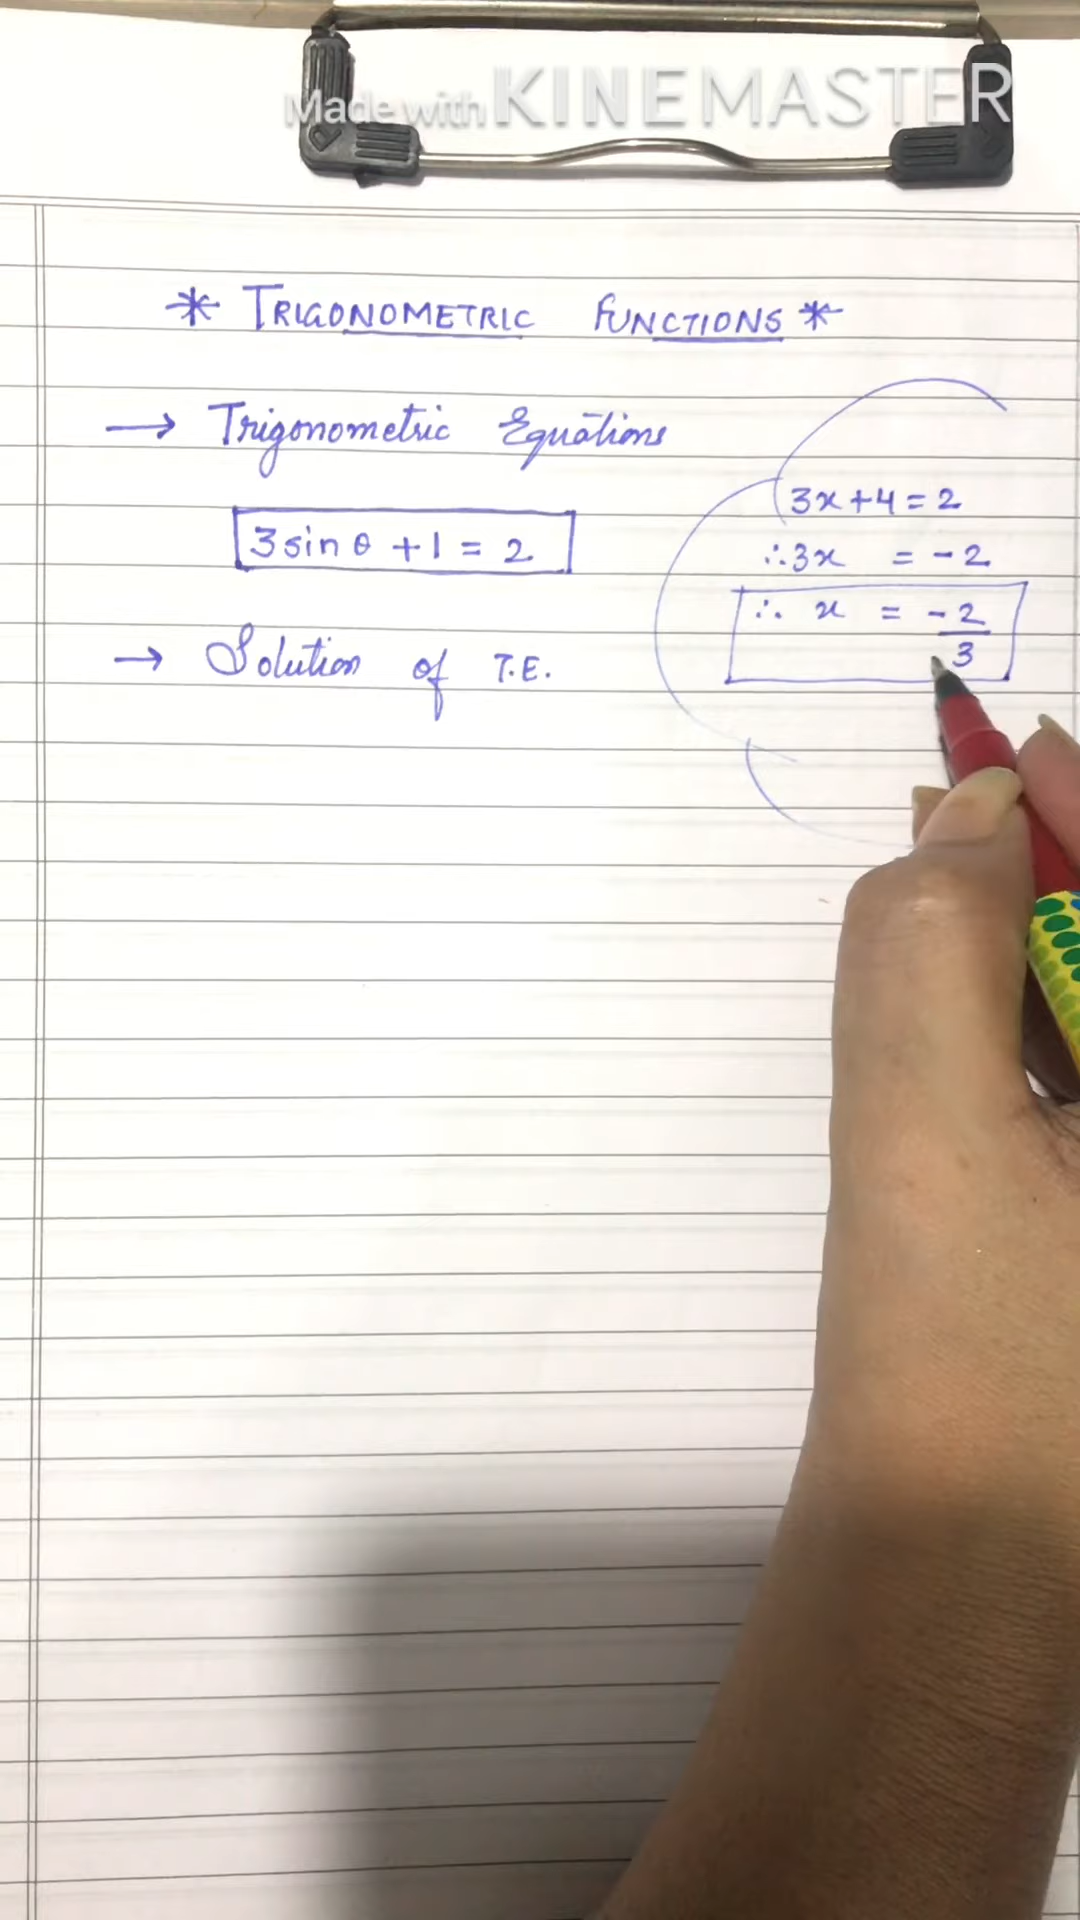 Made with KINEMASTER
* TRIGONOMETRIC FUNCTIONS *
→ Trigonometric Equations
3 sin θ + 1 = 2
→ Solution of T.E.
3x + 4 = 2
∴ 3x = -2
∴ x = -2
3